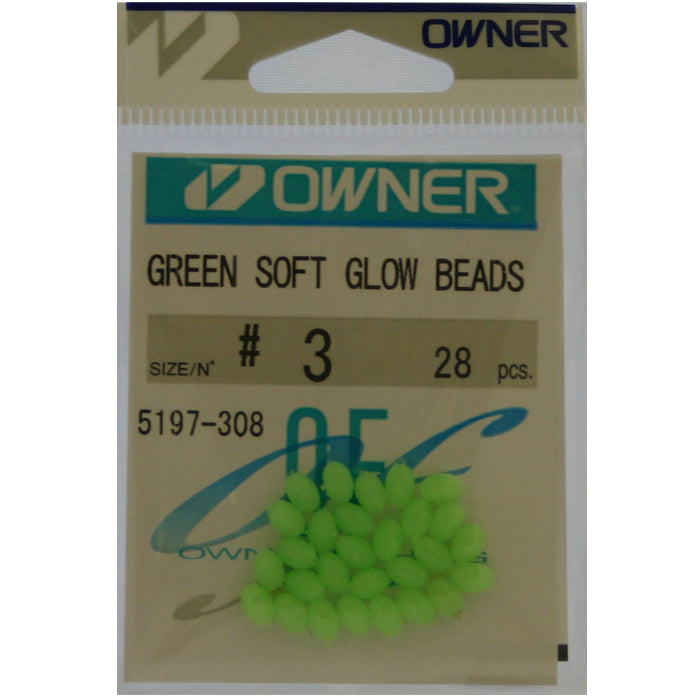 OWNER
OWNER
GREEN SOFT GLOW BEADS
SIZE/N° # 3 28 pcs.
5197-308